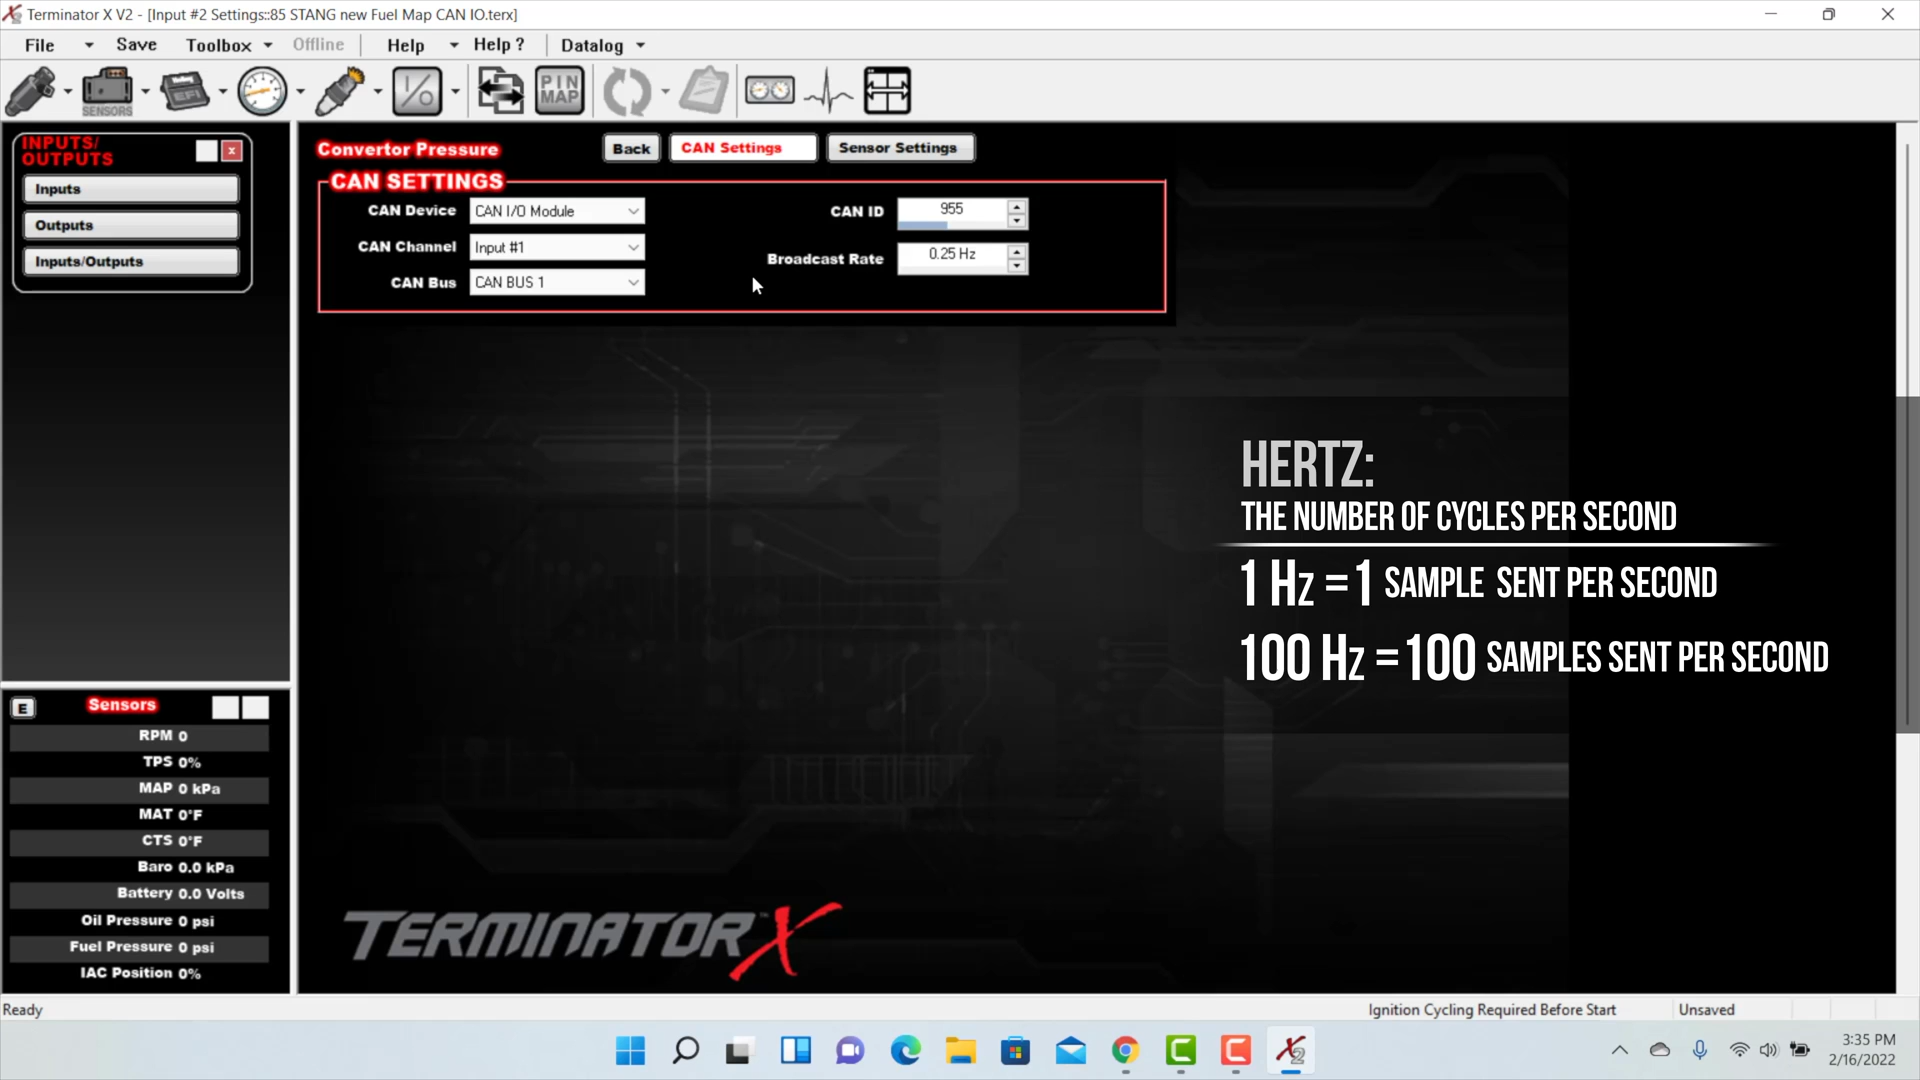 Terminator X V2 - [Input #2 Settings::85 STANG new Fuel Map CAN IO.terx]
File Save Toolbox Offline Help Help ? Datalog
SENSORS
EFI
I/O
PIN
MAP
INPUTS/
OUTPUTS
x
Inputs
Outputs
Inputs/Outputs
Convertor Pressure
Back
CAN Settings
Sensor Settings
CAN SETTINGS
CAN Device CAN I/O Module
CAN Channel Input #1
CAN Bus CAN BUS 1
CAN ID 955
Broadcast Rate 0.25 Hz
HERTZ:
THE NUMBER OF CYCLES PER SECOND
1 Hz =1 SAMPLE SENT PER SECOND
100 Hz =100 SAMPLES SENT PER SECOND
E Sensors
RPM 0
TPS 0%
MAP 0 kPa
MAT 0°F
CTS 0°F
Baro 0.0 kPa
Battery 0.0 Volts
Oil Pressure 0 psi
Fuel Pressure 0 psi
IAC Position 0%
TERMINATOR X
Ready
Ignition Cycling Required Before Start
Unsaved
3:35 PM
2/16/2022